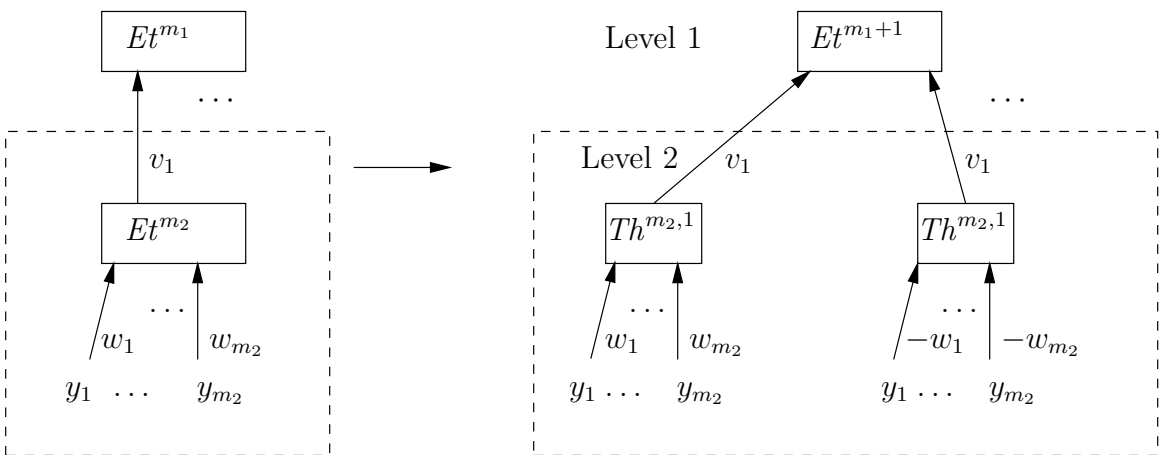 Et^{m_1} Level 1 Et^{m_1+1}
... ...
v_1 Level 2 v_1 v_1
Et^{m_2} Th^{m_2,1} Th^{m_2,1}
... ... ...
w_1 w_{m_2} w_1 w_{m_2} -w_1 -w_{m_2}
y_1 ... y_{m_2} y_1 ... y_{m_2} y_1 ... y_{m_2}